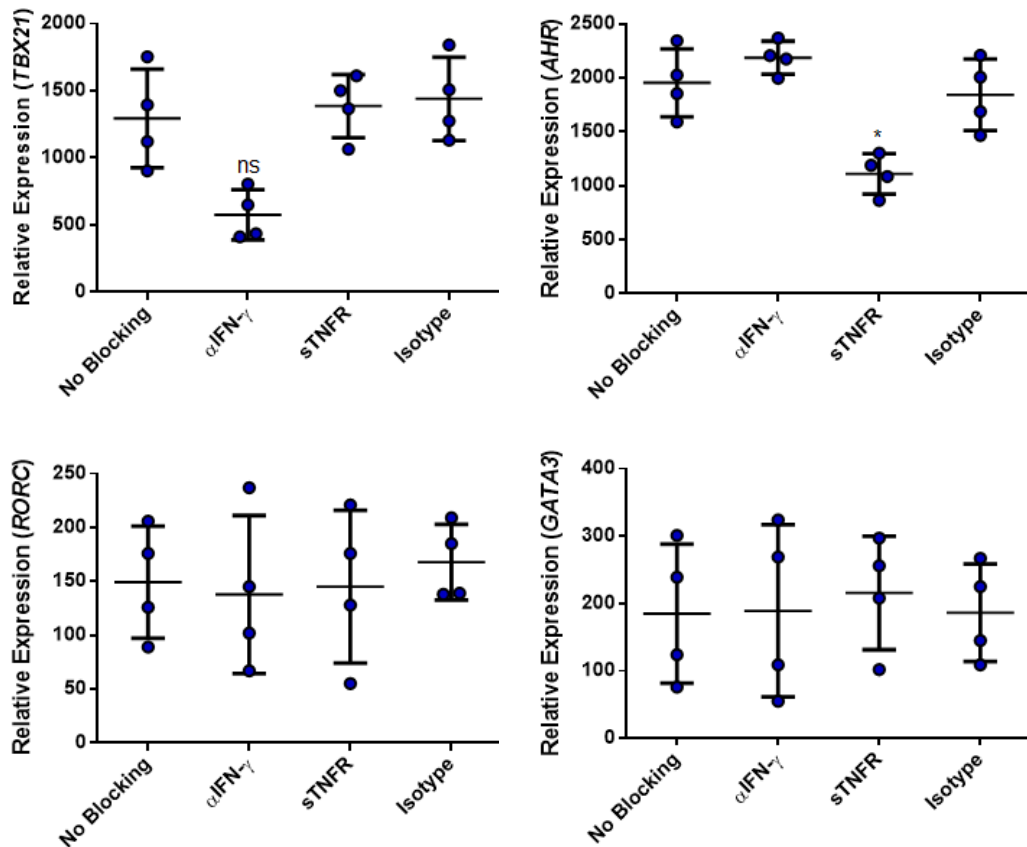 Relative Expression (TBX21)
2000
1500
1000
500
0
ns
No Blocking
αIFN-γ
sTNFR
Isotype
Relative Expression (AHR)
2500
2000
1500
1000
500
0
*
No Blocking
αIFN-γ
sTNFR
Isotype
Relative Expression (RORC)
250
200
150
100
50
0
No Blocking
αIFN-γ
sTNFR
Isotype
Relative Expression (GATA3)
400
300
200
100
0
No Blocking
αIFN-γ
sTNFR
Isotype